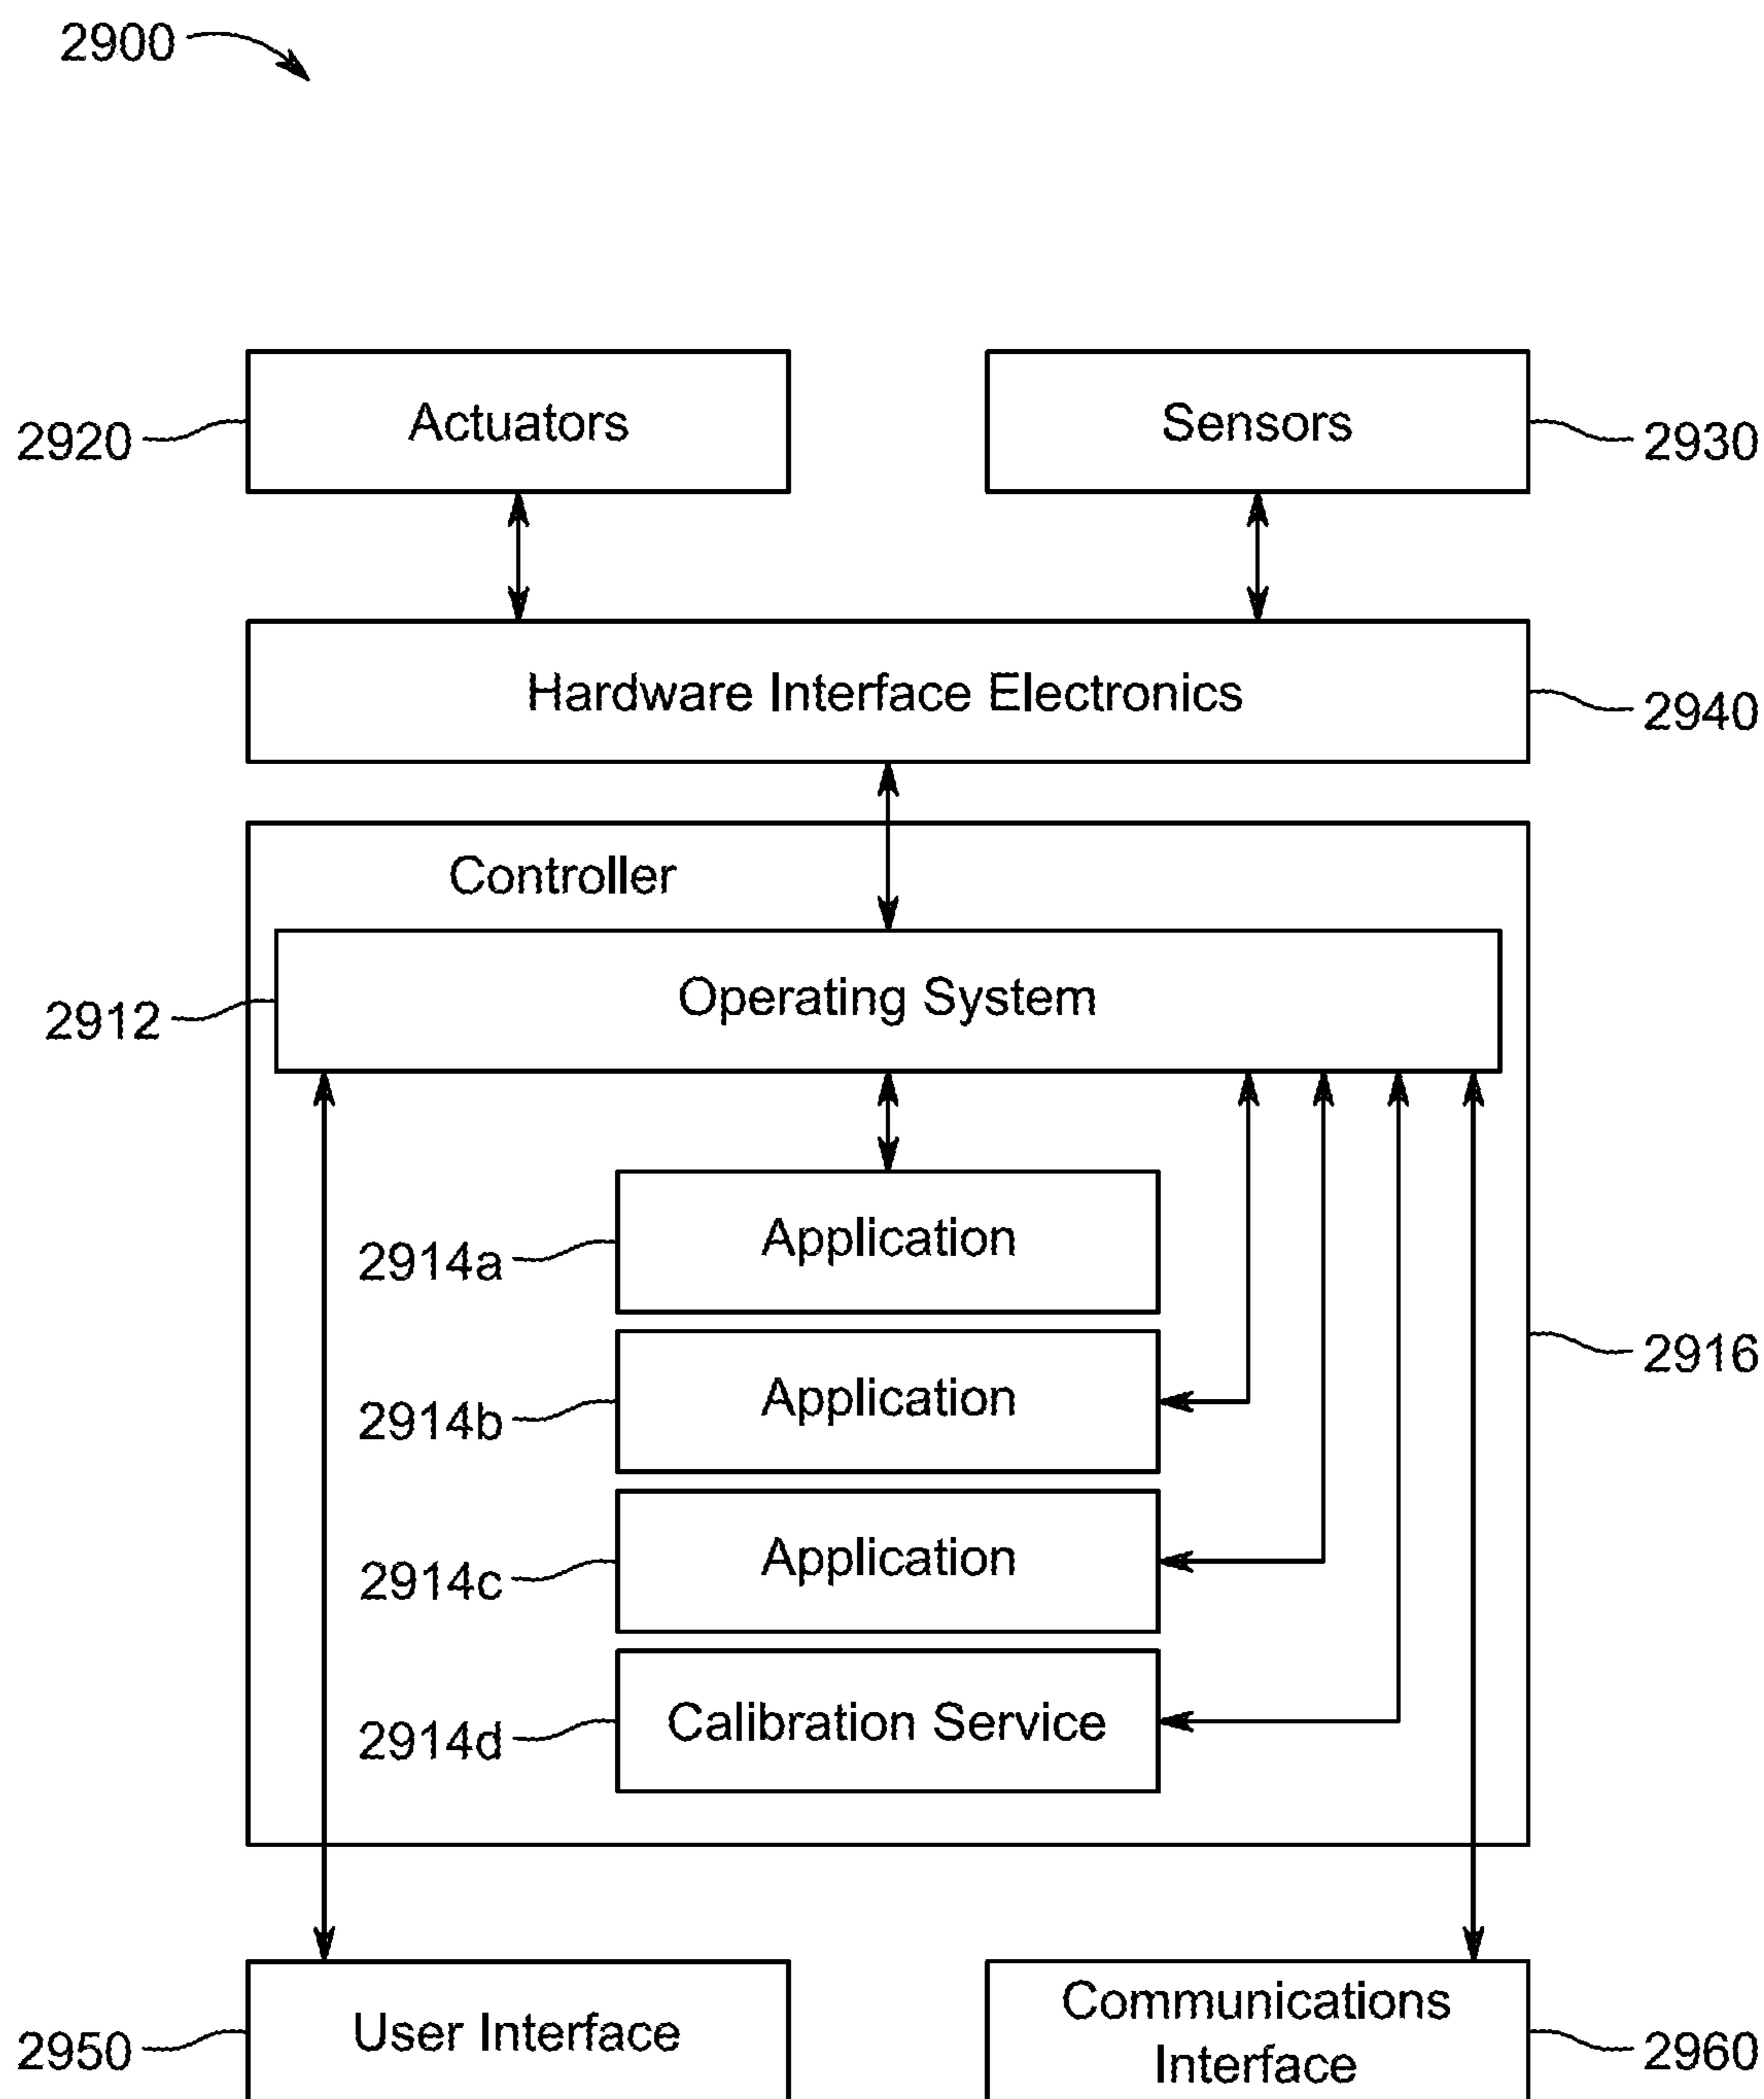 2900
Actuators
Sensors
2920
2930
Hardware Interface Electronics
2940
Controller
Operating System
2912
Application
2914a
2916
Application
2914b
Application
2914c
Calibration Service
2914d
User Interface
Communications
Interface
2950
2960